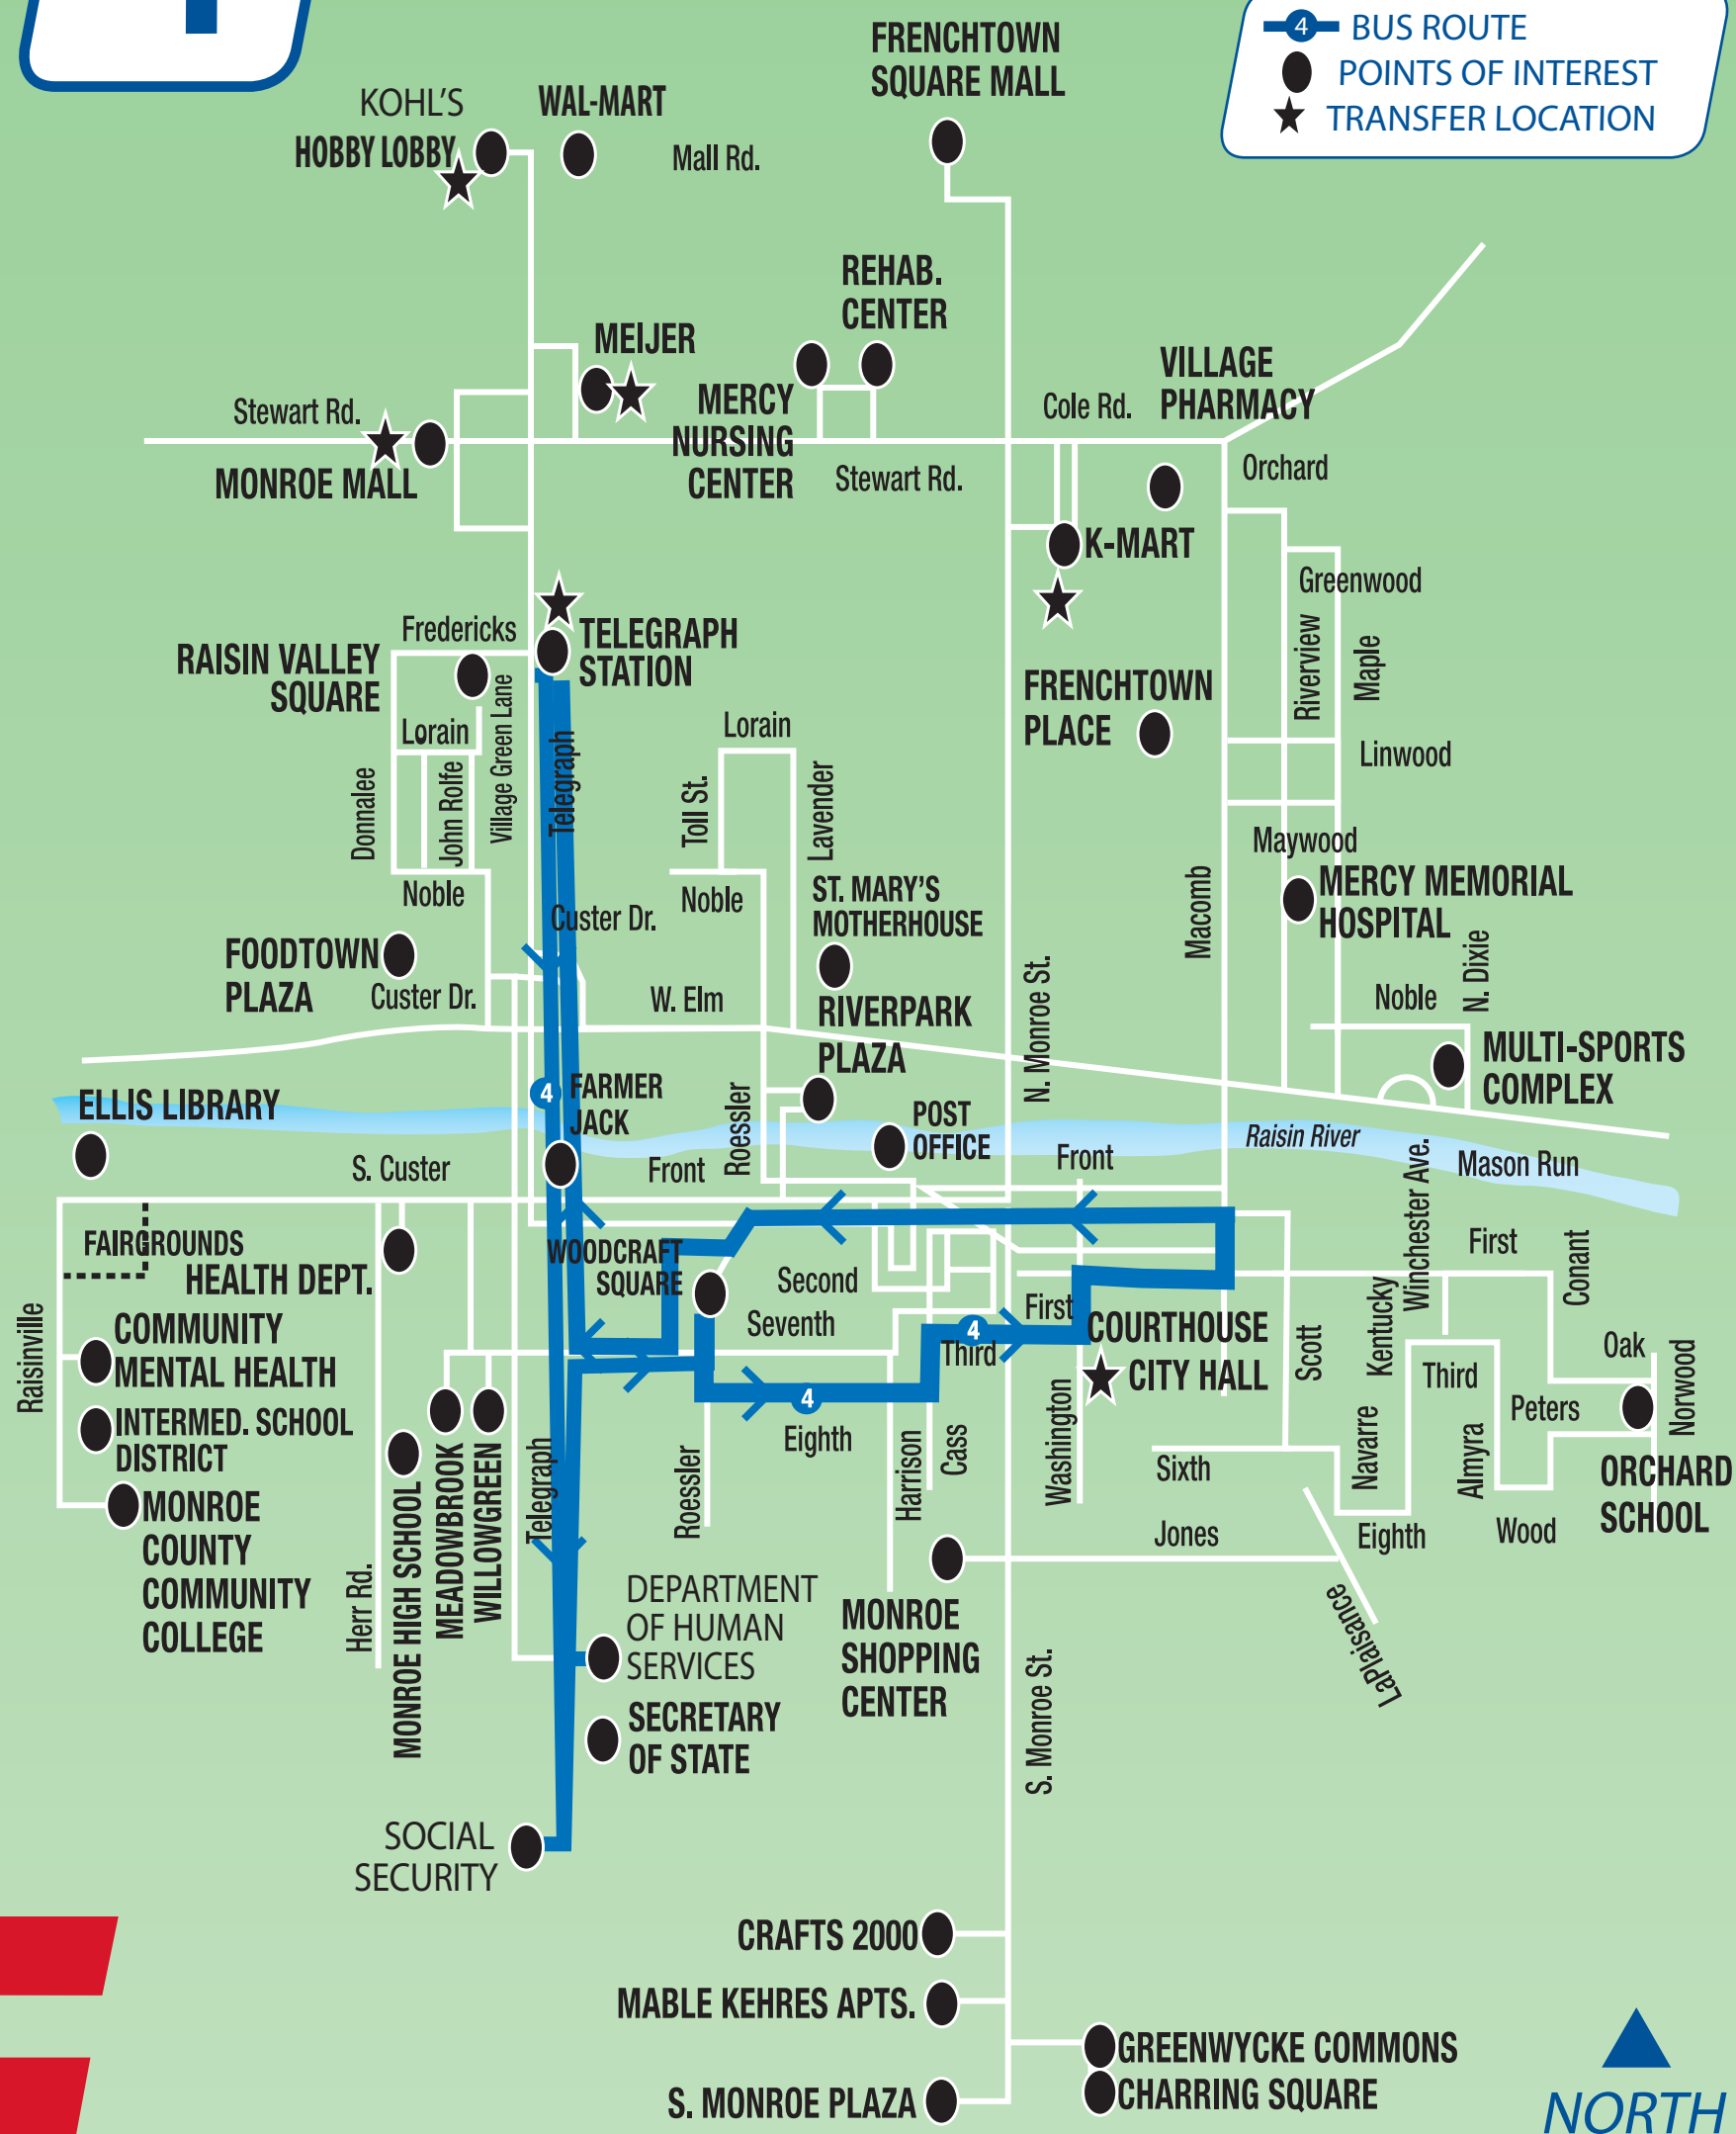 4
BUS ROUTE
POINTS OF INTEREST
TRANSFER LOCATION
FRENCHTOWN
SQUARE MALL
KOHL'S
HOBBY LOBBY
WAL-MART
Mall Rd.
REHAB.
CENTER
MEIJER
MERCY
NURSING
CENTER
VILLAGE
PHARMACY
Cole Rd.
Stewart Rd.
MONROE MALL
Stewart Rd.
Orchard
K-MART
Greenwood
Fredericks
TELEGRAPH
STATION
RAISIN VALLEY
SQUARE
Riverview
Maple
FRENCHTOWN
PLACE
Lorain
Village Green Lane
Telegraph
Lorain
Linwood
Donnalee
John Rolfe
Toll St.
Lavender
Maywood
Noble
Noble
ST. MARY'S
MOTHERHOUSE
Macomb
MERCY MEMORIAL
HOSPITAL
Custer Dr.
FOODTOWN
PLAZA
Custer Dr.
W. Elm
RIVERPARK
PLAZA
N. Monroe St.
Noble
N. Dixie
MULTI-SPORTS
COMPLEX
ELLIS LIBRARY
4
FARMER
JACK
Roessler
POST
OFFICE
Raisin River
S. Custer
Front
Front
Winchester Ave.
Mason Run
FAIRGROUNDS
HEALTH DEPT.
WOODCRAFT
SQUARE
Second
First
Conant
Raisinville
COMMUNITY
MENTAL HEALTH
Seventh
4
Third
First
COURTHOUSE
CITY HALL
Scott
Kentucky
Third
Oak
Norwood
INTERMED. SCHOOL
DISTRICT
4
Eighth
Peters
MONROE
COUNTY
COMMUNITY
COLLEGE
Herr Rd.
MONROE HIGH SCHOOL
MEADOWBROOK
WILLOWGREEN
Telegraph
Roessler
Harrison
Cass
Washington
Sixth
Navarre
Almyra
ORCHARD
SCHOOL
Jones
Eighth
Wood
DEPARTMENT
OF HUMAN
SERVICES
MONROE
SHOPPING
CENTER
LaPlaisance
S. Monroe St.
SECRETARY
OF STATE
SOCIAL
SECURITY
CRAFTS 2000
MABLE KEHRES APTS.
GREENWYCKE COMMONS
CHARRING SQUARE
S. MONROE PLAZA
NORTH